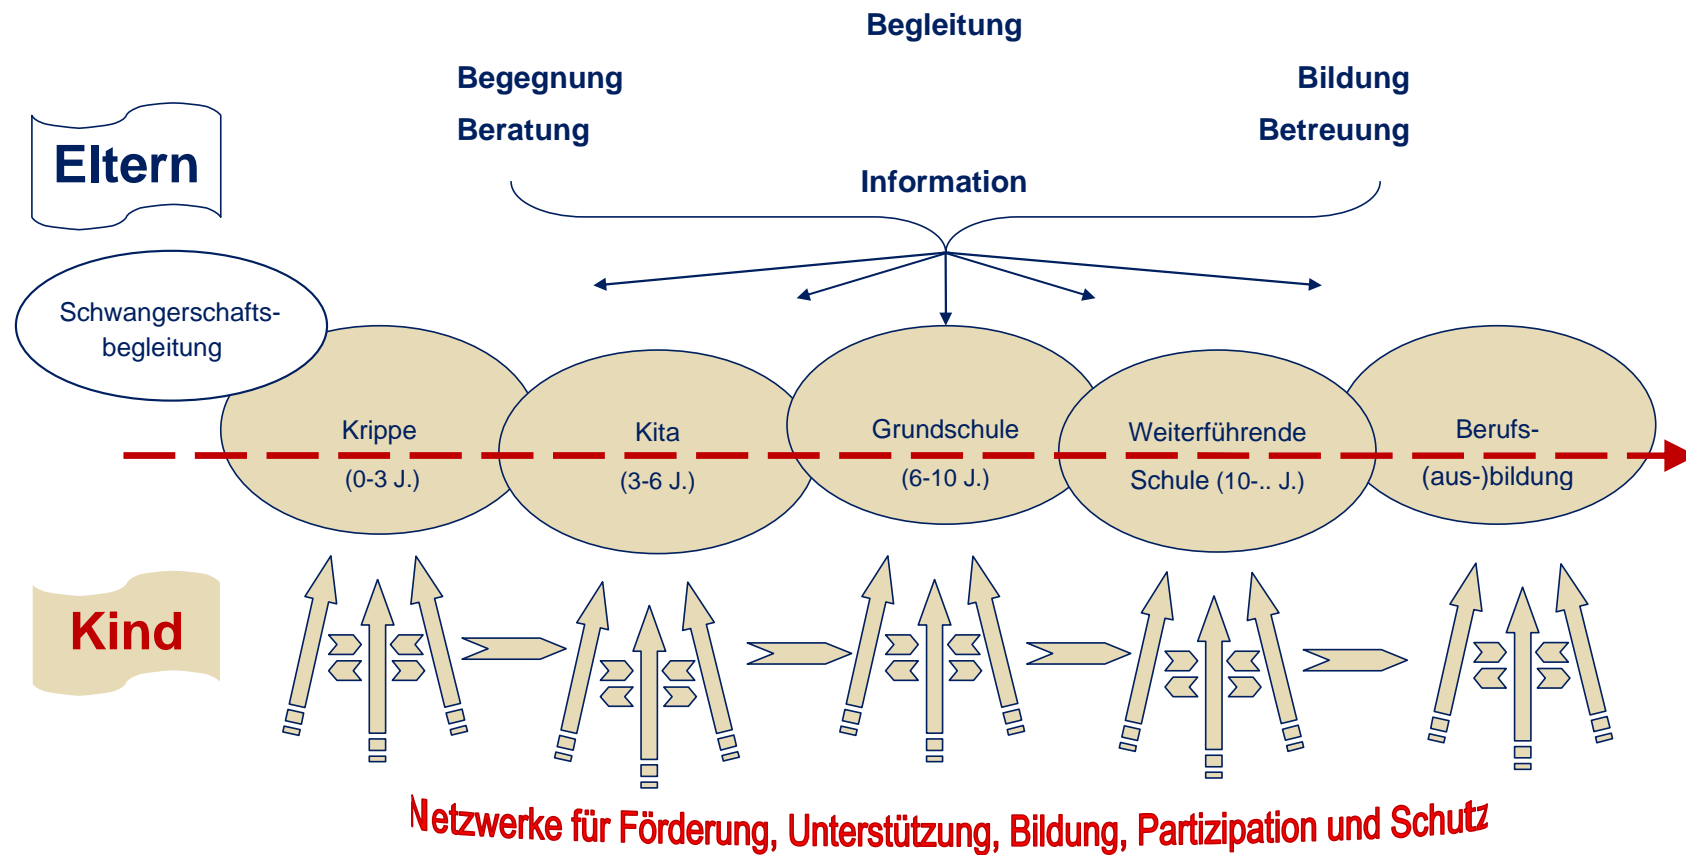 Begleitung
Begegnung
Bildung
Beratung
Betreuung
Eltern
Information
Schwangerschafts-
begleitung
Krippe
(0-3 J.)
Kita
(3-6 J.)
Grundschule
(6-10 J.)
Weiterführende
Schule (10-.. J.)
Berufs-
(aus-)bildung
Kind
Netzwerke für Förderung, Unterstützung, Bildung, Partizipation und Schutz